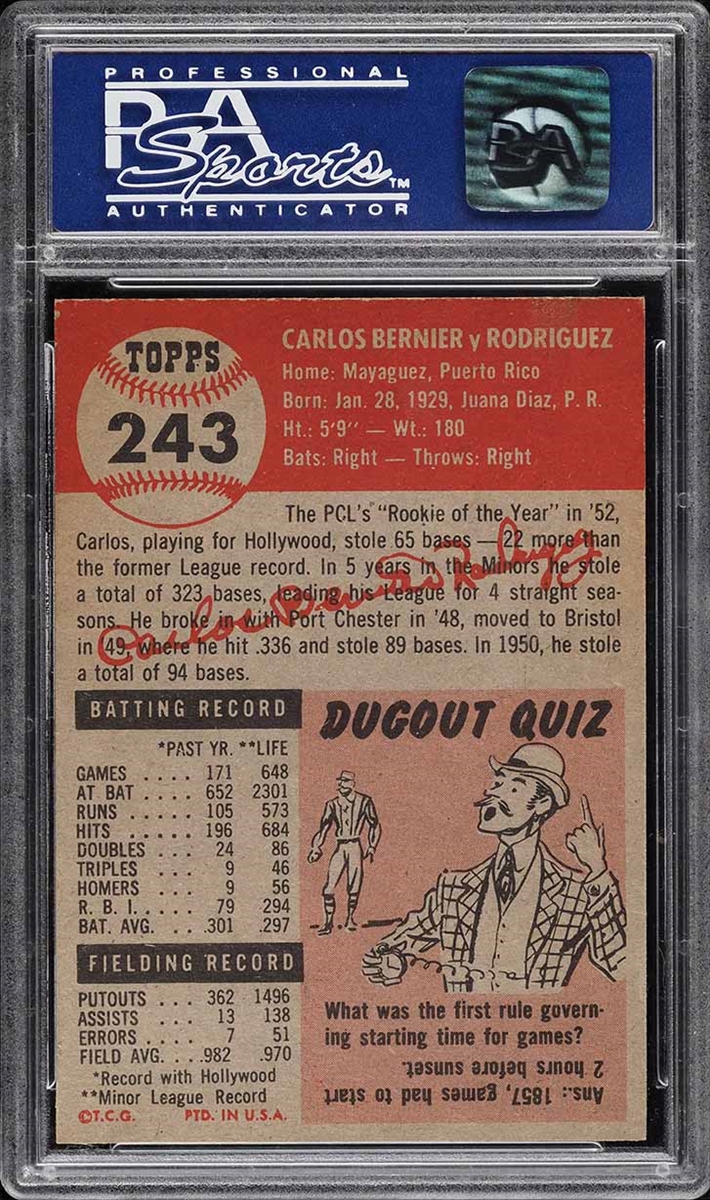 PROFESSIONAL
PSA
Sports™
AUTHENTICATOR
PSA
TOPPS
243
CARLOS BERNIER y RODRIGUEZ
Home: Mayaguez, Puerto Rico
Born: Jan. 28, 1929, Juana Diaz, P. R.
Ht.: 5'9" — Wt.: 180
Bats: Right — Throws: Right
The PCL's "Rookie of the Year" in '52,
Carlos, playing for Hollywood, stole 65 bases — 22 more than
the former League record. In 5 years in the Minors he stole
a total of 323 bases, leading his League for 4 straight sea-
sons. He broke in with Port Chester in '48, moved to Bristol
in '49, where he hit .336 and stole 89 bases. In 1950, he stole
a total of 94 bases.
Carlos Bernier Rodriguez
BATTING RECORD
*PAST YR. **LIFE
GAMES .... 171 648
AT BAT .... 652 2301
RUNS .... 105 573
HITS ..... 196 684
DOUBLES ... 24 86
TRIPLES ... 9 46
HOMERS ... 9 56
R. B. I. .... 79 294
BAT. AVG. .. .301 .297
FIELDING RECORD
PUTOUTS ... 362 1496
ASSISTS ... 13 138
ERRORS ... 7 51
FIELD AVG. .. .982 .970
*Record with Hollywood
**Minor League Record
©T.C.G. PTD. IN U.S.A.
DUGOUT QUIZ
What was the first rule govern-
ing starting time for games?
Ans.: 1857, games had to start
2 hours before sunset.